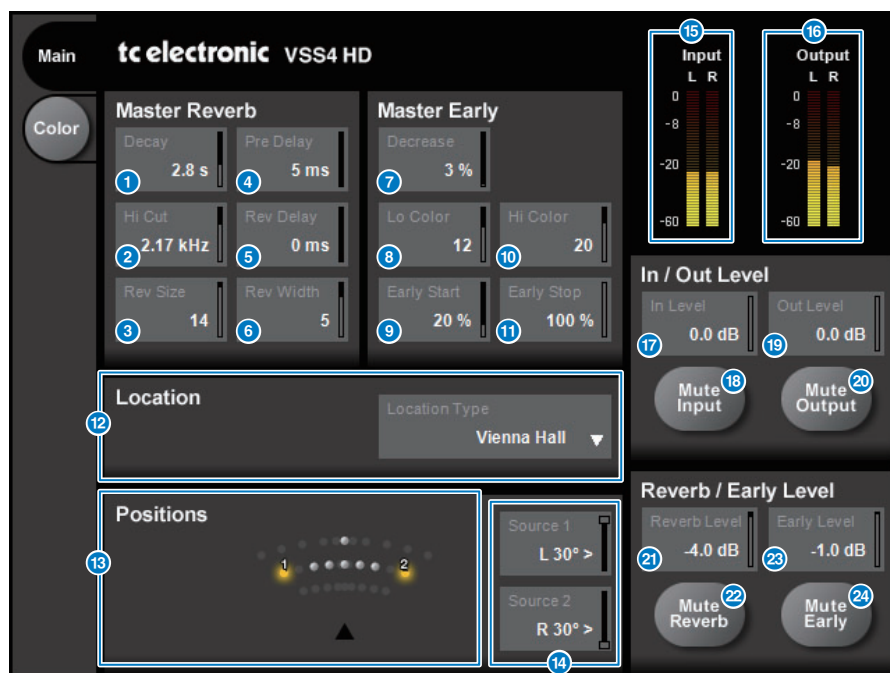 Main
Color
tc electronic VSS4 HD
Master Reverb
Decay
2.8 s
1
Pre Delay
5 ms
4
Hi Cut
2.17 kHz
2
Rev Delay
0 ms
5
Rev Size
14
3
Rev Width
5
6
Master Early
Decrease
3 %
7
Lo Color
12
8
Hi Color
20
10
Early Start
20 %
9
Early Stop
100 %
11
12
Location
Location Type
Vienna Hall
13
Positions
1
2
Source 1
L 30° >
Source 2
R 30° >
14
15
Input
L R
0
-8
-20
-60
16
Output
L R
0
-8
-20
-60
In / Out Level
In Level
0.0 dB
17
Out Level
0.0 dB
19
Mute
Input
18
Mute
Output
20
Reverb / Early Level
Reverb Level
-4.0 dB
21
Early Level
-1.0 dB
23
Mute
Reverb
22
Mute
Early
24